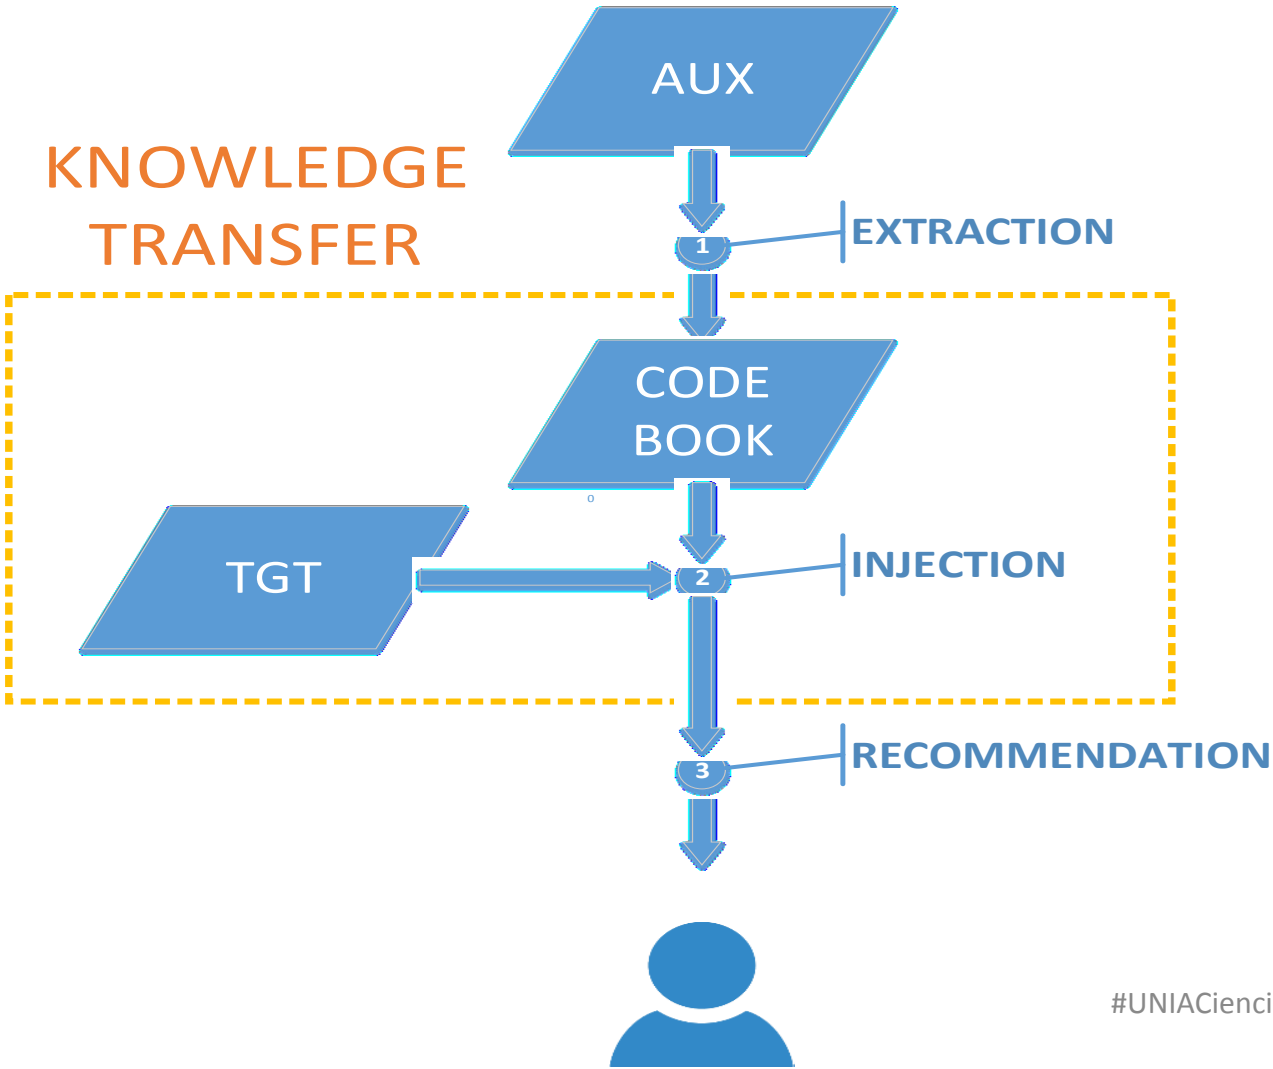 AUX
KNOWLEDGE
TRANSFER
EXTRACTION
1
CODE
BOOK
o
TGT
INJECTION
2
RECOMMENDATION
3
#UNIACienci